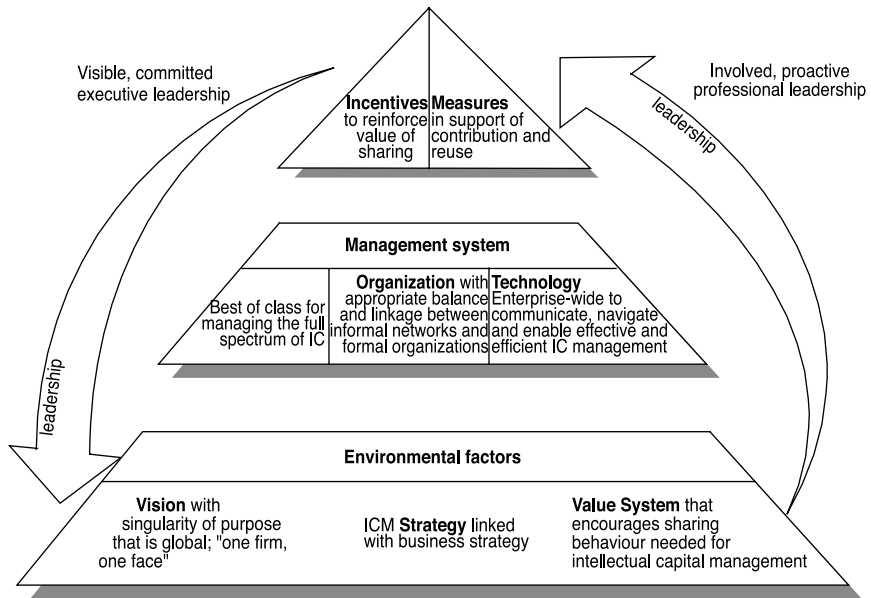 Visible, committed
executive leadership
Involved, proactive
professional leadership
leadership
leadership
Incentives
to reinforce
value of
sharing
Measures
in support of
contribution and
reuse
Management system
Best of class for
managing the full
spectrum of IC
Organization with
appropriate balance
and linkage between
informal networks and
formal organizations
Technology
Enterprise-wide to
communicate, navigate
and enable effective and
efficient IC management
Environmental factors
Vision with
singularity of purpose
that is global; "one firm,
one face"
ICM Strategy linked
with business strategy
Value System that
encourages sharing
behaviour needed for
intellectual capital management